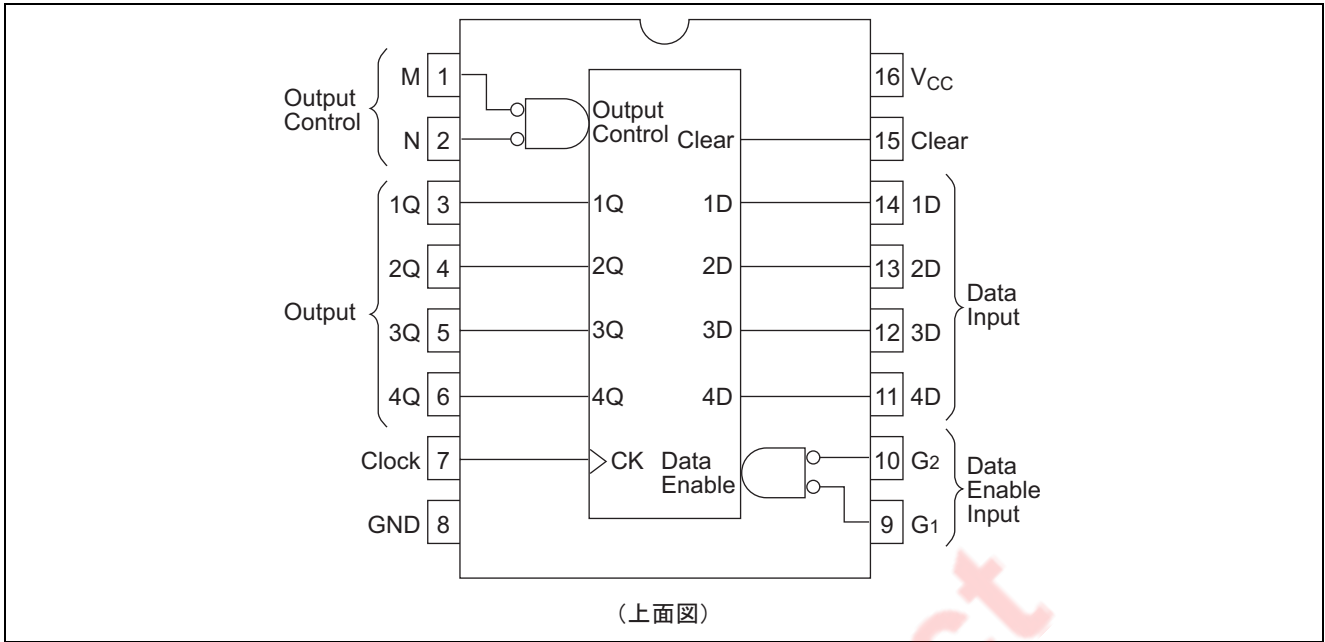 M 1
Output
Control
N 2
Output
Control
Clear
16 VCC
15 Clear
1Q 3
1Q
1D
14 1D
2Q 4
2Q
2D
13 2D
Output
Data
Input
3Q 5
3Q
3D
12 3D
4Q 6
4Q
4D
11 4D
Clock 7
CK
Data
Enable
10 G2
Data
Enable
Input
GND 8
9 G1
(上面図)